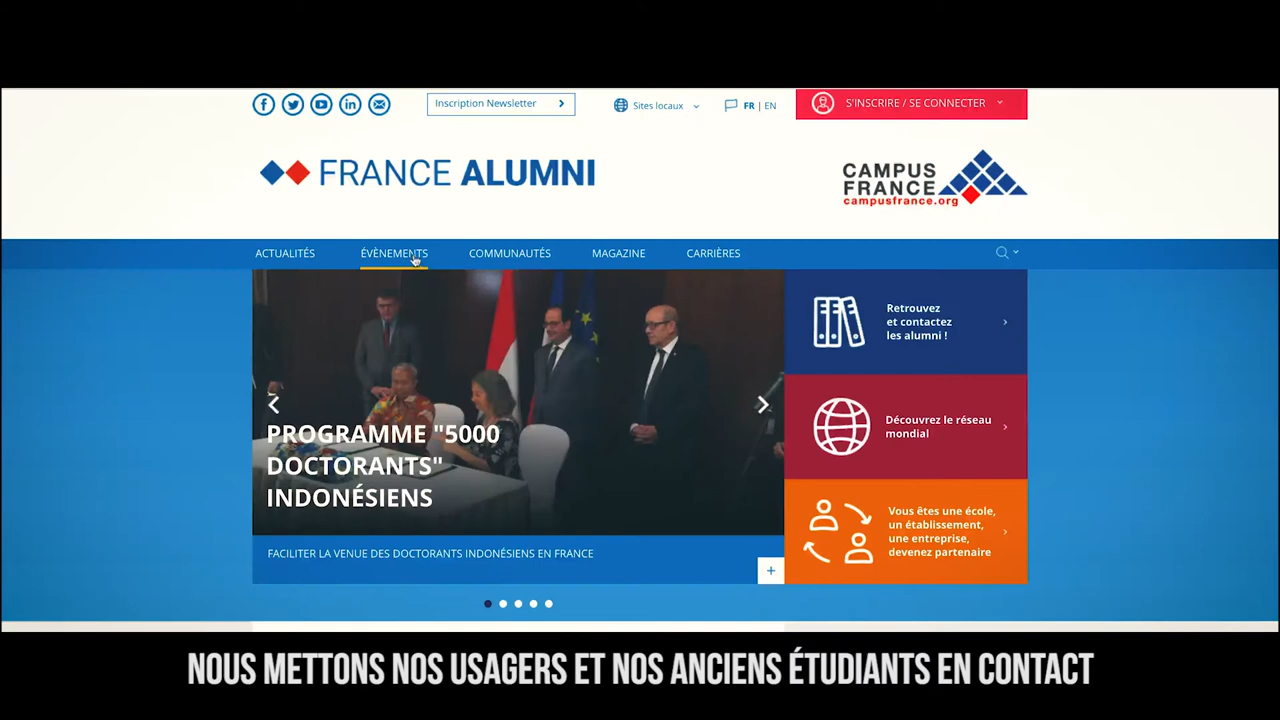 Inscription Newsletter
Sites locaux
FR | EN
S'INSCRIRE / SE CONNECTER
FRANCE ALUMNI
CAMPUS
FRANCE
campusfrance.org
ACTUALITÉS
ÉVÈNEMENTS
COMMUNAUTÉS
MAGAZINE
CARRIÈRES
PROGRAMME "5000
DOCTORANTS"
INDONÉSIENS
FACILITER LA VENUE DES DOCTORANTS INDONÉSIENS EN FRANCE
+
Retrouvez
et contactez
les alumni !
Découvrez le réseau
mondial
Vous êtes une école,
un établissement,
une entreprise,
devenez partenaire
NOUS METTONS NOS USAGERS ET NOS ANCIENS ÉTUDIANTS EN CONTACT